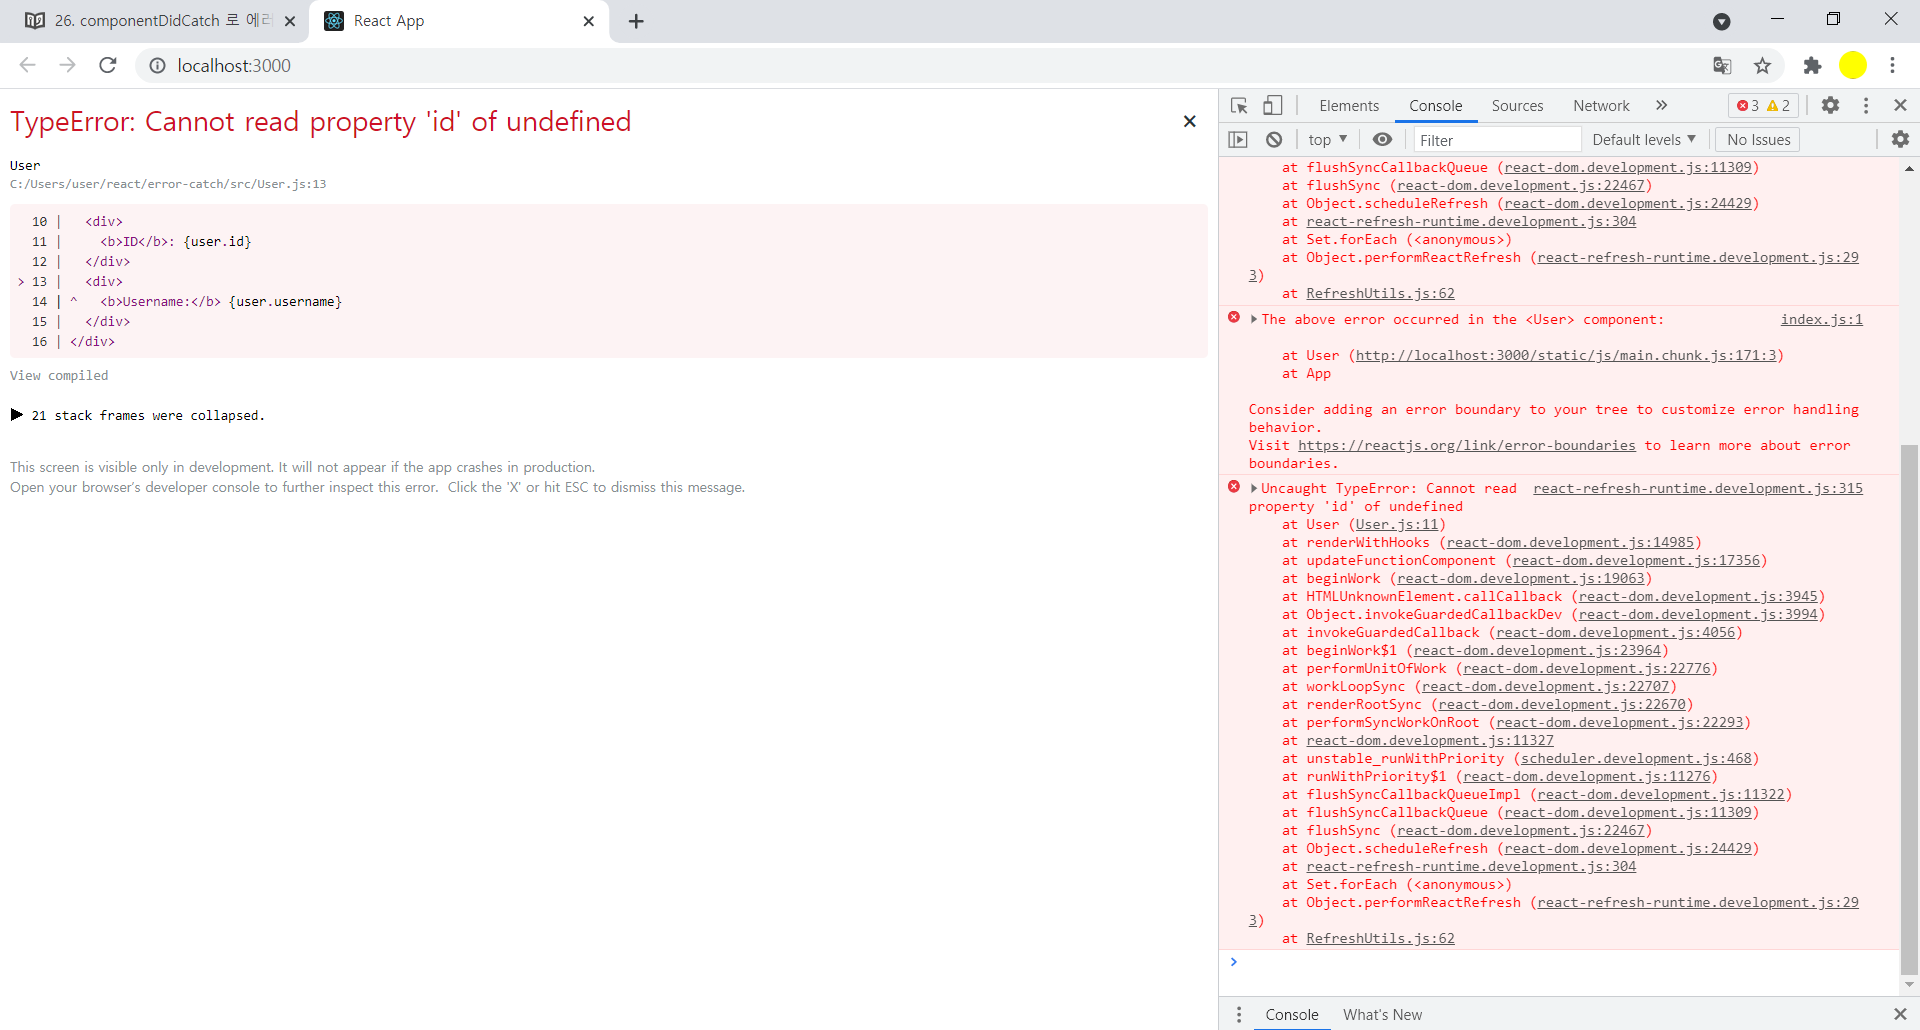 26. componentDidCatch 로 에러
React App
localhost:3000
TypeError: Cannot read property 'id' of undefined
User
C:/Users/user/react/error-catch/src/User.js:13
10 | <div>
11 | <b>ID</b>: {user.id}
12 | </div>
> 13 | <div>
14 | ^ <b>Username:</b> {user.username}
15 | </div>
16 | </div>
View compiled
▶ 21 stack frames were collapsed.
This screen is visible only in development. It will not appear if the app crashes in production.
Open your browser’s developer console to further inspect this error. Click the 'X' or hit ESC to dismiss this message.
Elements Console Sources Network » 3 2
top Filter Default levels No Issues
at flushSyncCallbackQueue (react-dom.development.js:11309)
at flushSync (react-dom.development.js:22467)
at Object.scheduleRefresh (react-dom.development.js:24429)
at react-refresh-runtime.development.js:304
at Set.forEach (<anonymous>)
at Object.performReactRefresh (react-refresh-runtime.development.js:29
3)
at RefreshUtils.js:62
The above error occurred in the <User> component: index.js:1
at User (http://localhost:3000/static/js/main.chunk.js:171:3)
at App
Consider adding an error boundary to your tree to customize error handling
behavior.
Visit https://reactjs.org/link/error-boundaries to learn more about error
boundaries.
Uncaught TypeError: Cannot read react-refresh-runtime.development.js:315
property 'id' of undefined
at User (User.js:11)
at renderWithHooks (react-dom.development.js:14985)
at updateFunctionComponent (react-dom.development.js:17356)
at beginWork (react-dom.development.js:19063)
at HTMLUnknownElement.callCallback (react-dom.development.js:3945)
at Object.invokeGuardedCallbackDev (react-dom.development.js:3994)
at invokeGuardedCallback (react-dom.development.js:4056)
at beginWork$1 (react-dom.development.js:23964)
at performUnitOfWork (react-dom.development.js:22776)
at workLoopSync (react-dom.development.js:22707)
at renderRootSync (react-dom.development.js:22670)
at performSyncWorkOnRoot (react-dom.development.js:22293)
at react-dom.development.js:11327
at unstable_runWithPriority (scheduler.development.js:468)
at runWithPriority$1 (react-dom.development.js:11276)
at flushSyncCallbackQueueImpl (react-dom.development.js:11322)
at flushSyncCallbackQueue (react-dom.development.js:11309)
at flushSync (react-dom.development.js:22467)
at Object.scheduleRefresh (react-dom.development.js:24429)
at react-refresh-runtime.development.js:304
at Set.forEach (<anonymous>)
at Object.performReactRefresh (react-refresh-runtime.development.js:29
3)
at RefreshUtils.js:62
Console What's New